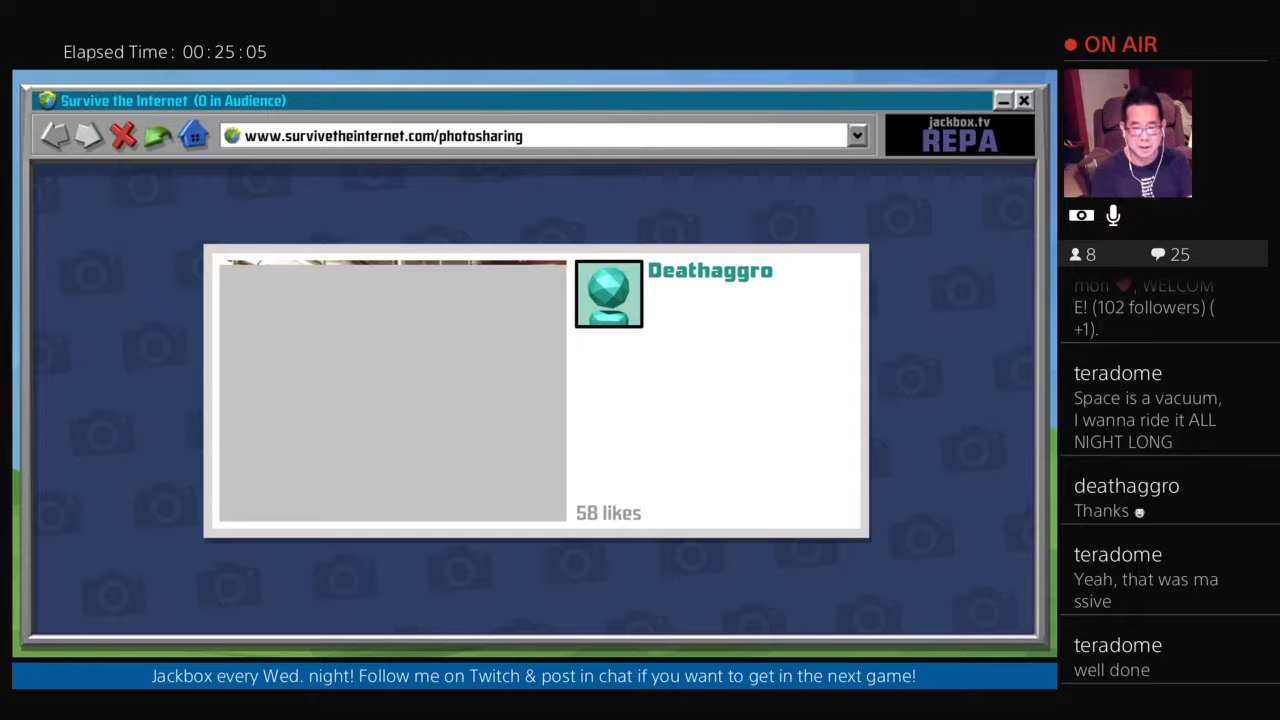 Elapsed Time: 00:25:05
ON AIR
Survive the Internet (0 in Audience)
www.survivetheinternet.com/photosharing
jackbox.tv
REPA
Deathaggro
58 likes
8
25
mon ❤, WELCOM
E! (102 followers) (
+1).
teradome
Space is a vacuum,
I wanna ride it ALL
NIGHT LONG
deathaggro
Thanks
teradome
Yeah, that was ma
ssive
teradome
well done
Jackbox every Wed. night! Follow me on Twitch & post in chat if you want to get in the next game!